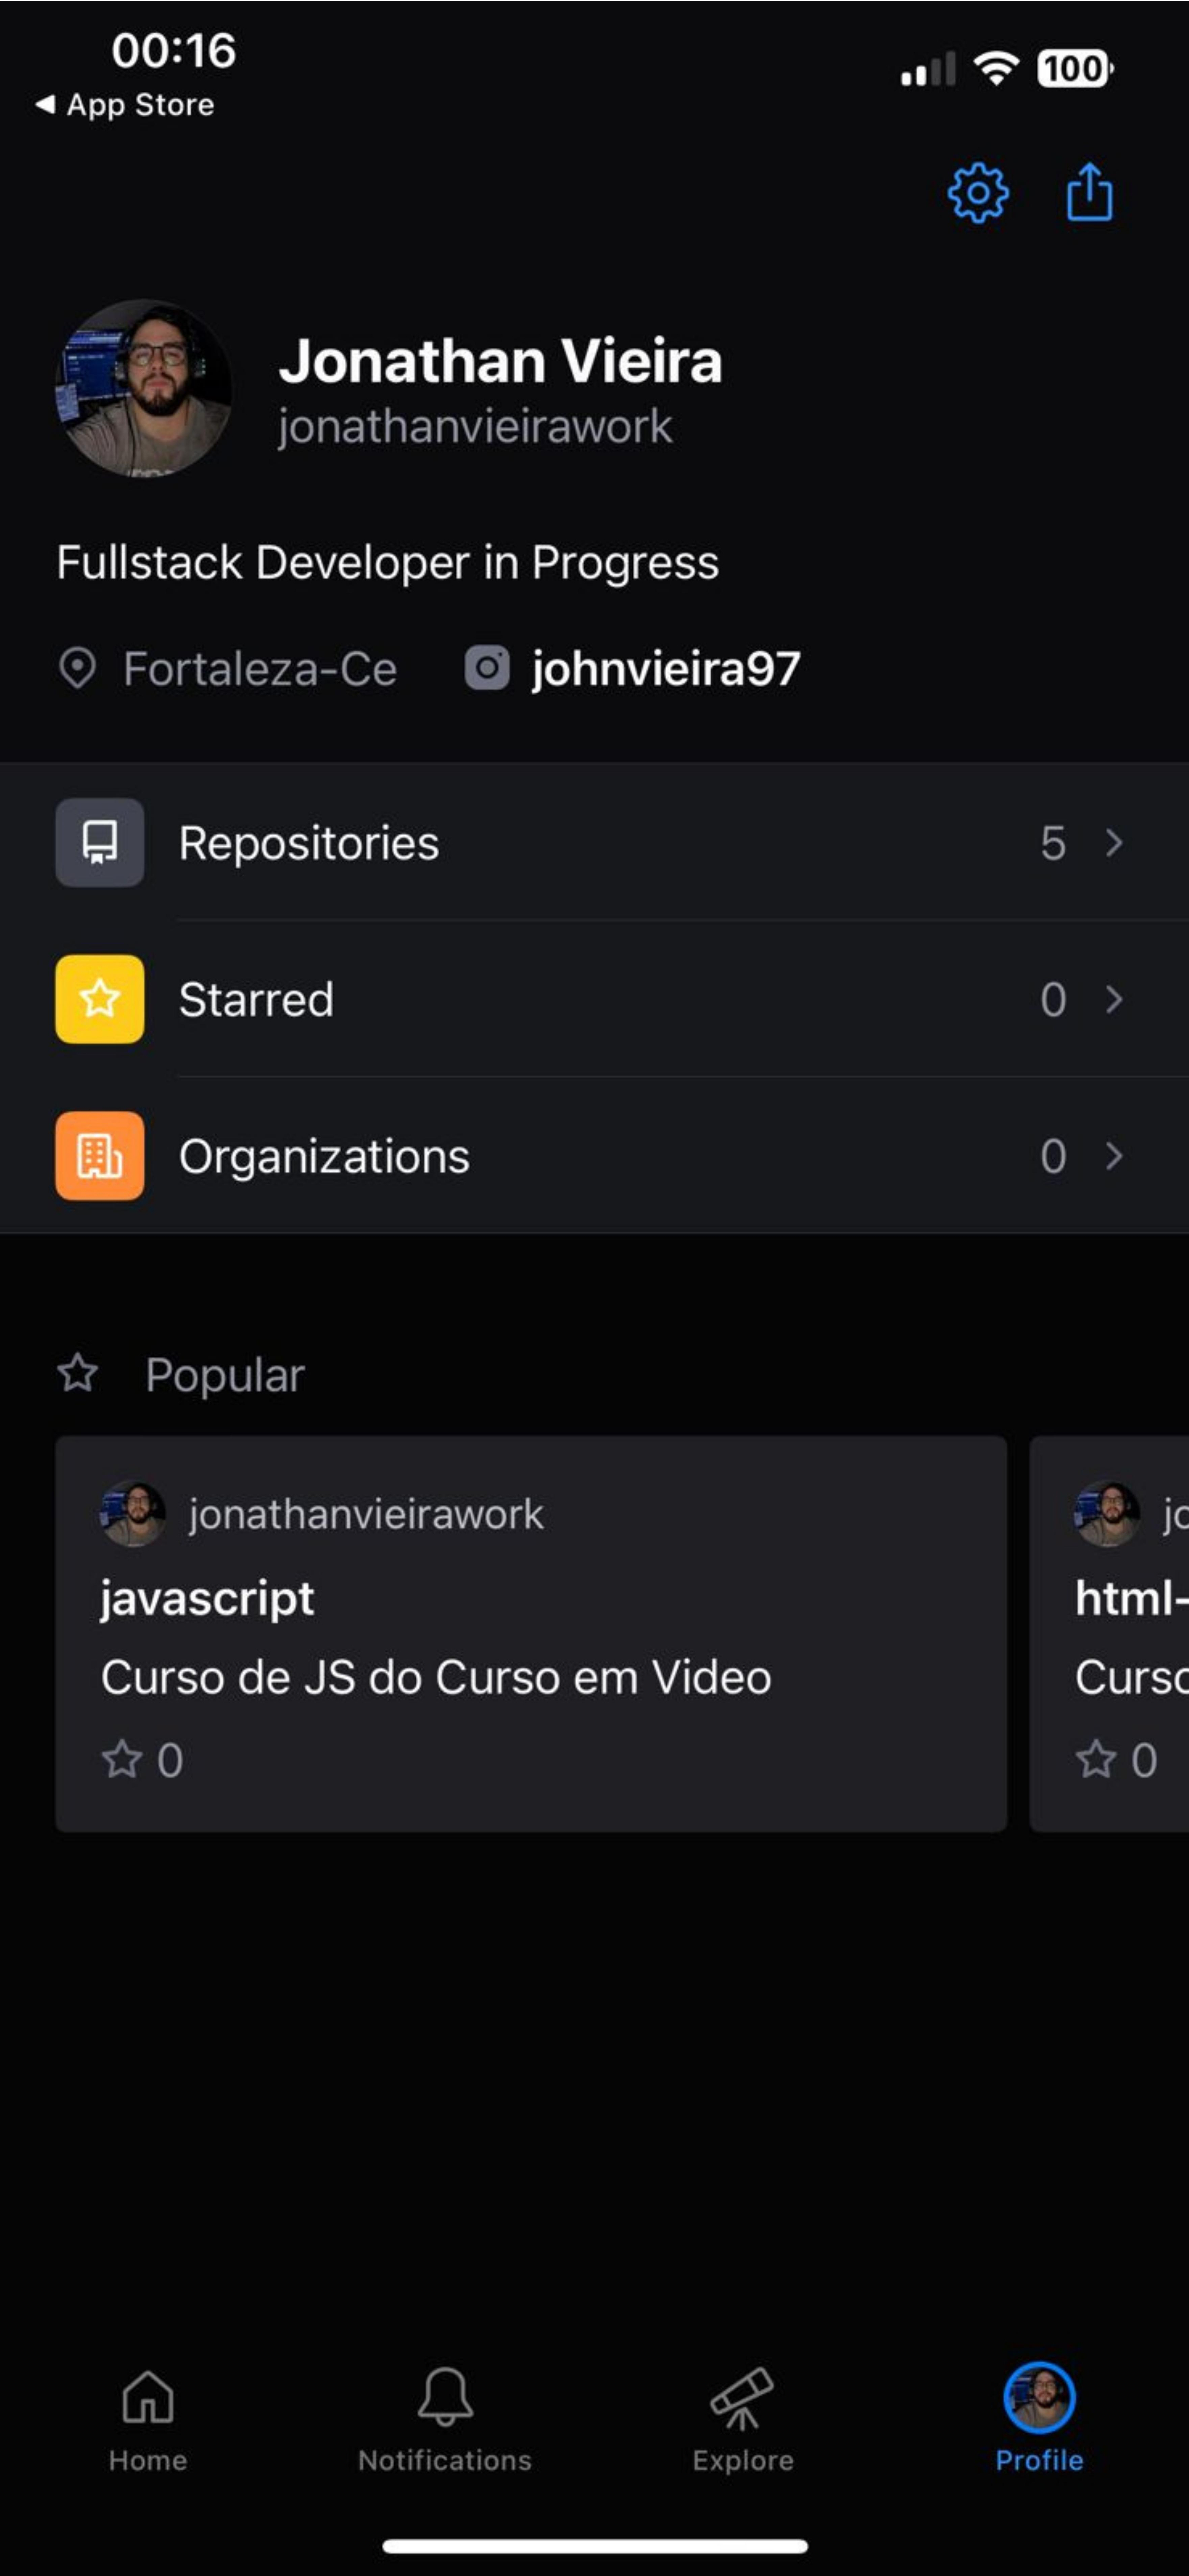 00:16
100
◀ App Store
Jonathan Vieira
jonathanvieirawork
Fullstack Developer in Progress
Fortaleza-Ce johnvieira97
Repositories 5
Starred 0
Organizations 0
Popular
jonathanvieirawork
jo
javascript
html-
Curso de JS do Curso em Video
Curso
0
0
Home Notifications Explore Profile